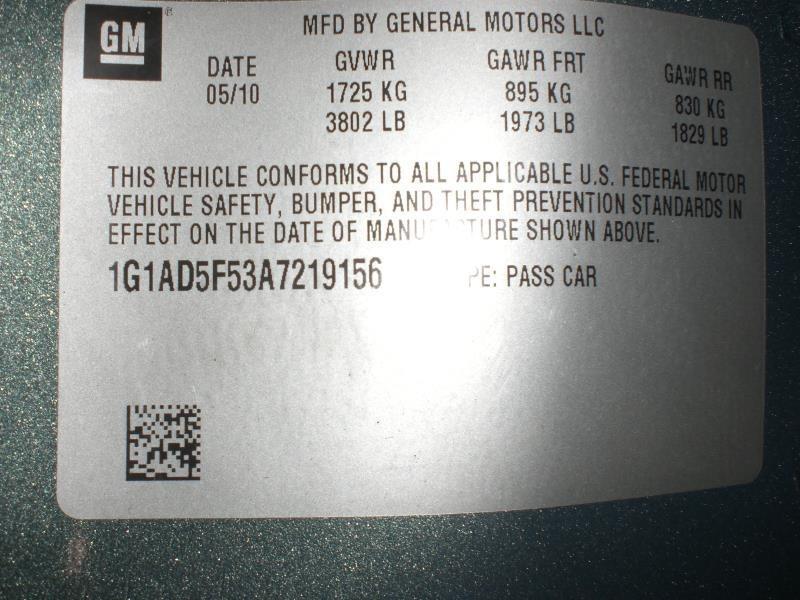 GM
MFD BY GENERAL MOTORS LLC
DATE GVWR GAWR FRT GAWR RR
05/10 1725 KG 895 KG 830 KG
3802 LB 1973 LB 1829 LB
THIS VEHICLE CONFORMS TO ALL APPLICABLE U.S. FEDERAL MOTOR
VEHICLE SAFETY, BUMPER, AND THEFT PREVENTION STANDARDS IN
EFFECT ON THE DATE OF MANUFACTURE SHOWN ABOVE.
1G1AD5F53A7219156 PE: PASS CAR